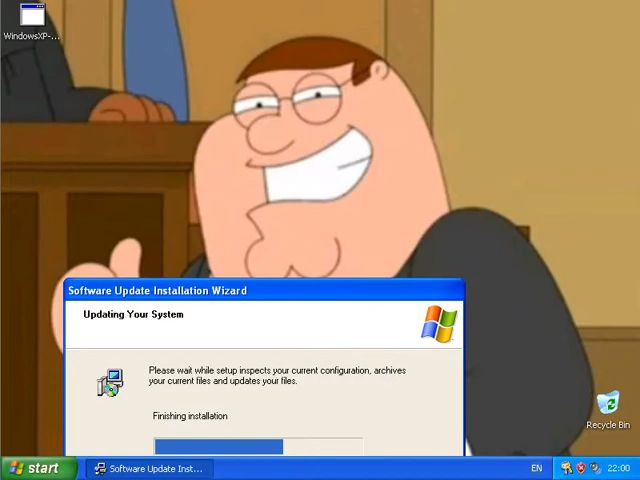 WindowsXP-...
Software Update Installation Wizard
Updating Your System
Please wait while setup inspects your current configuration, archives
your current files and updates your files.
Finishing installation
Recycle Bin
start
Software Update Inst...
EN
22:00